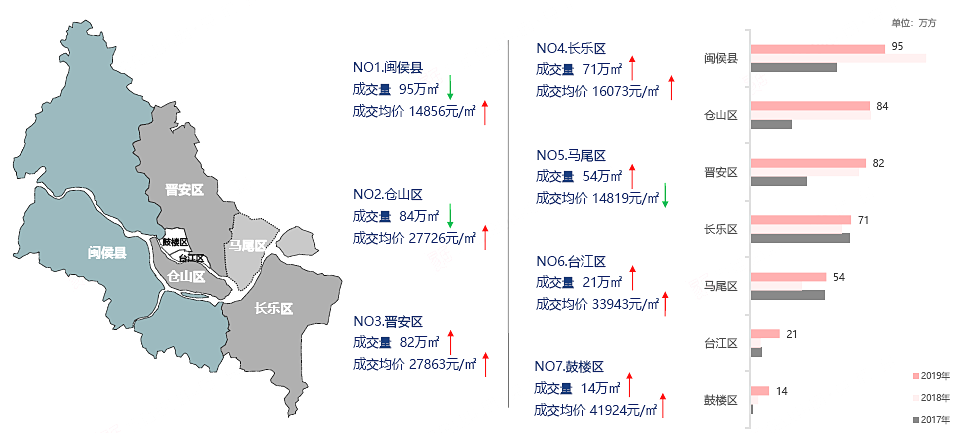 晋安区
鼓楼区
台江区
马尾区
闽侯县
仓山区
长乐区
NO1.闽侯县
成交量 95万㎡
成交均价 14856元/㎡
NO2.仓山区
成交量 84万㎡
成交均价 27726元/㎡
NO3.晋安区
成交量 82万㎡
成交均价 27863元/㎡
NO4.长乐区
成交量 71万㎡
成交均价 16073元/㎡
NO5.马尾区
成交量 54万㎡
成交均价 14819元/㎡
NO6.台江区
成交量 21万㎡
成交均价 33943元/㎡
NO7.鼓楼区
成交量 14万㎡
成交均价 41924元/㎡
单位：万方
闽侯县 95
仓山区 84
晋安区 82
长乐区 71
马尾区 54
台江区 21
鼓楼区 14
2019年
2018年
2017年